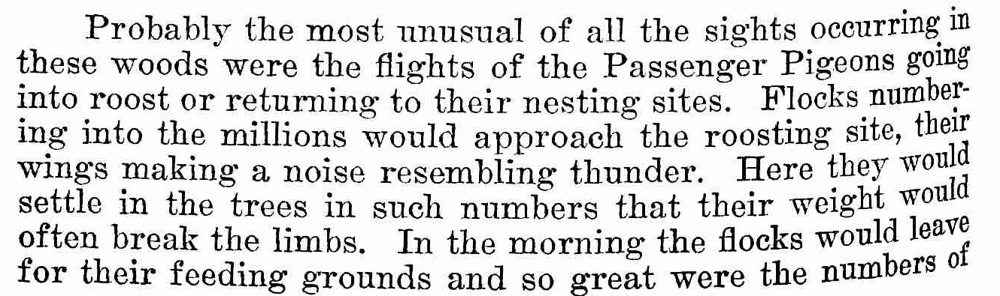 Probably the most unusual of all the sights occurring in
these woods were the flights of the Passenger Pigeons going
into roost or returning to their nesting sites. Flocks number-
ing into the millions would approach the roosting site, their
wings making a noise resembling thunder. Here they would
settle in the trees in such numbers that their weight would
often break the limbs. In the morning the flocks would leave
for their feeding grounds and so great were the numbers of